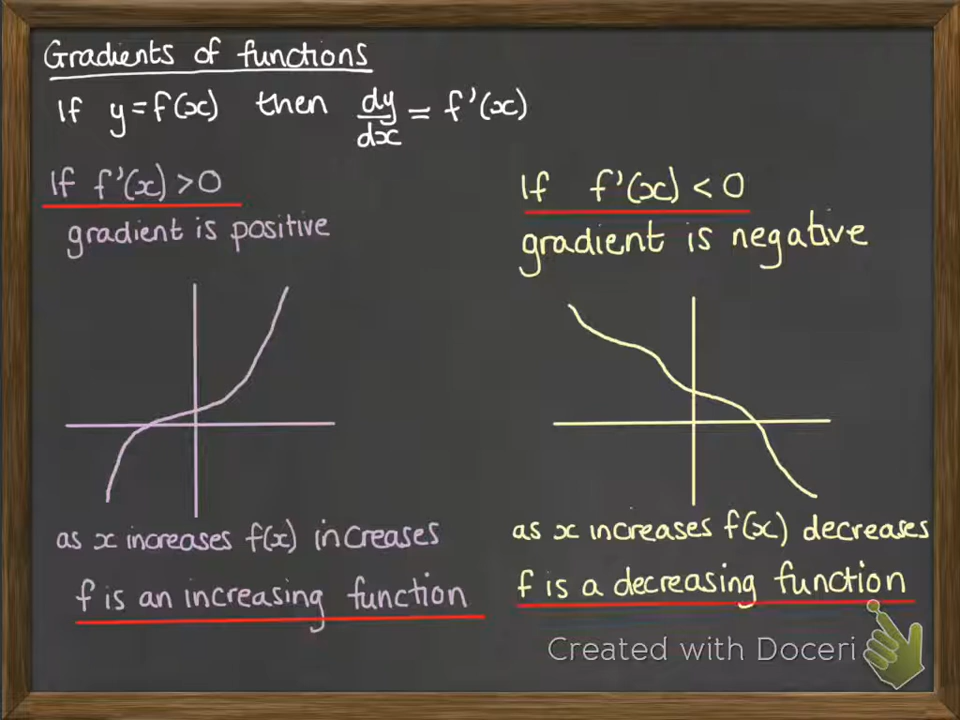 Gradients of functions
If y=f(x) then dy/dx = f'(x)
If f'(x) >0
gradient is positive
as x increases f(x) increases
f is an increasing function
If f'(x) < 0
gradient is negative
as x increases f(x) decreases
f is a decreasing function
Created with Doceri